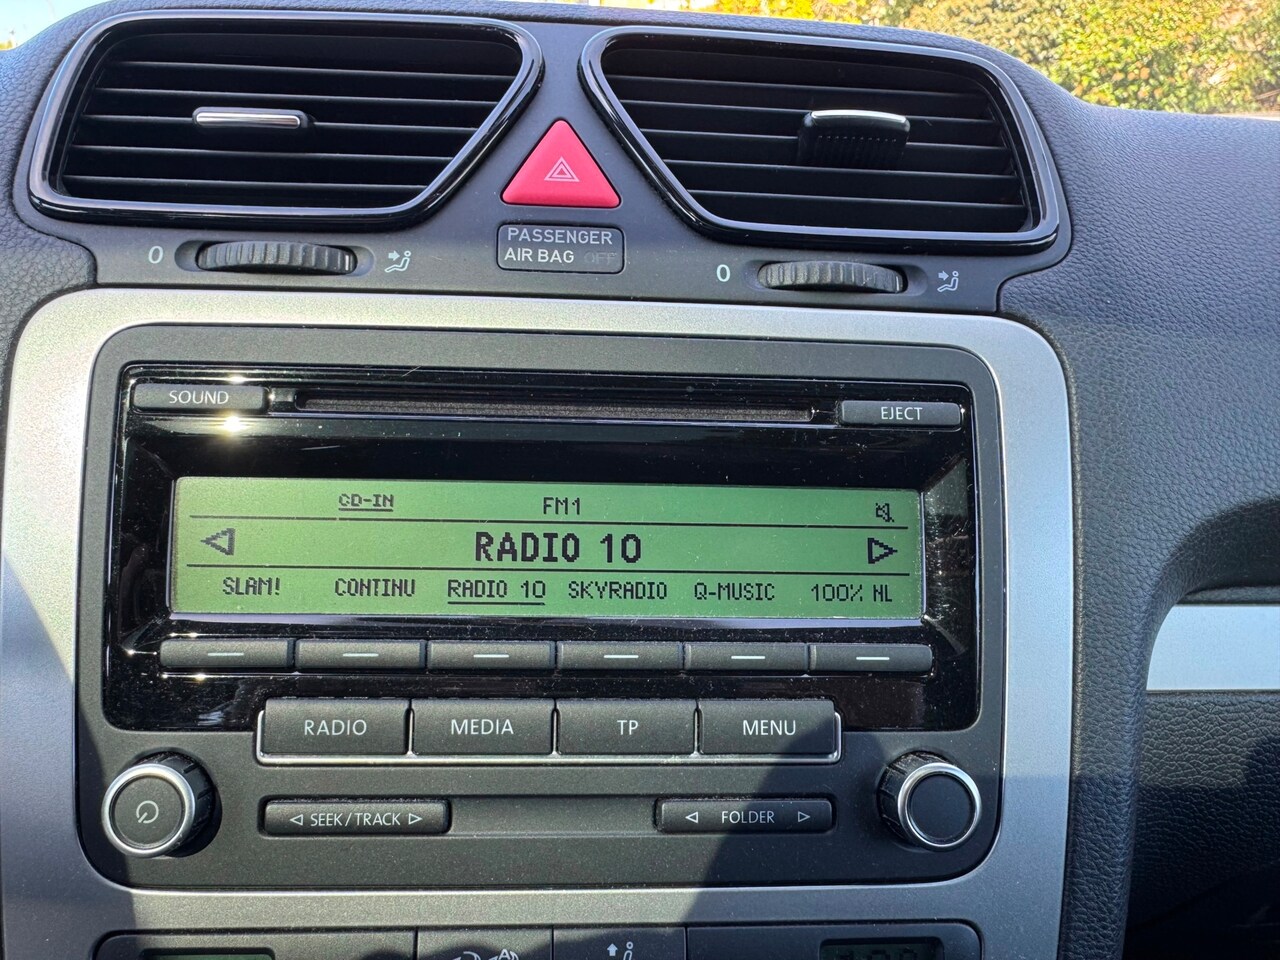 0
PASSENGER
AIR BAG OFF
0
SOUND
EJECT
CD-IN FM1
RADIO 10
SLAM! CONTINU RADIO 10 SKYRADIO Q-MUSIC 100% NL
RADIO MEDIA TP MENU
SEEK/TRACK FOLDER